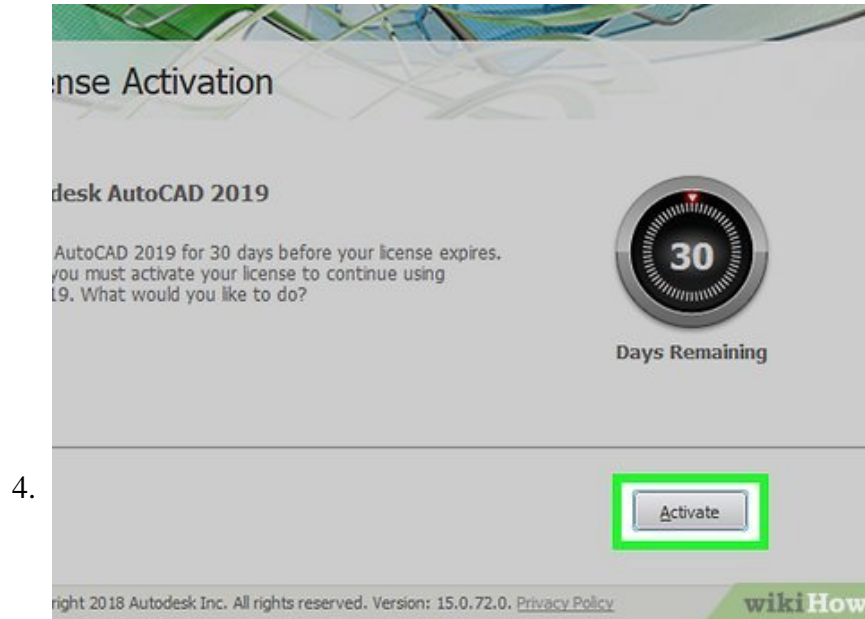 ense Activation
desk AutoCAD 2019
AutoCAD 2019 for 30 days before your license expires.
you must activate your license to continue using
19. What would you like to do?
30
Days Remaining
4.
Activate
right 2018 Autodesk Inc. All rights reserved. Version: 15.0.72.0. Privacy Policy
wikiHow